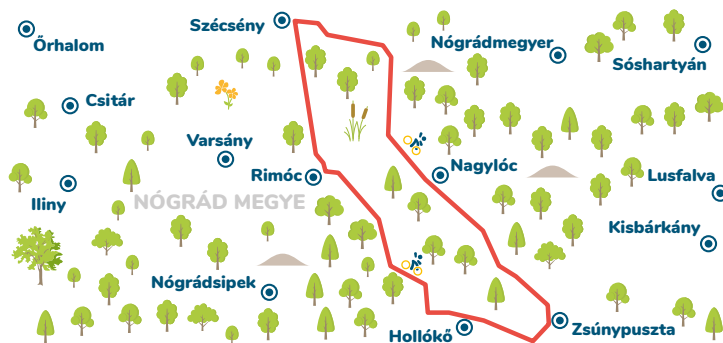 Szécsény
Őrhalom
Nógrádmegyer
Sóshartyán
Csitár
Varsány
Nagylóc
Rimóc
Lusfalva
Iliny
NÓGRÁD MEGYE
Kisbárkány
Nógrádsipek
Hollókő
Zsúnypuszta